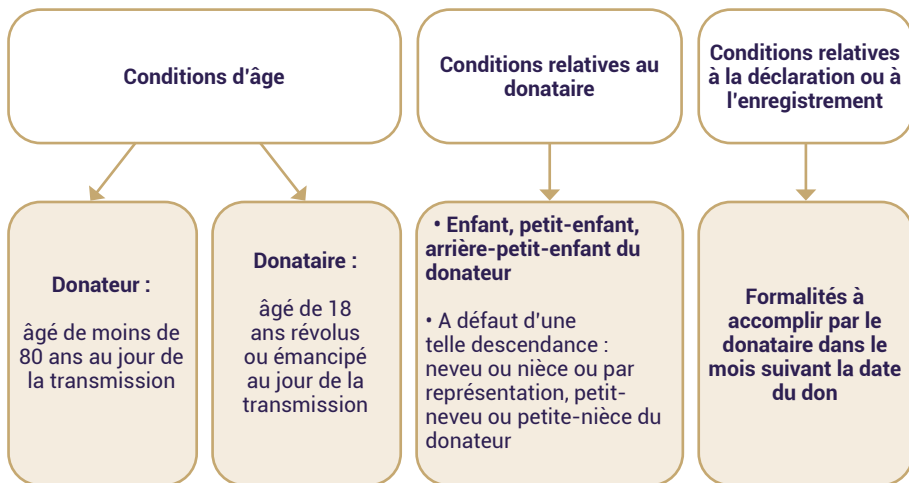 Conditions d'âge
Conditions relatives au
donataire
Conditions relatives
à la déclaration ou à
l'enregistrement
Donateur :
âgé de moins de
80 ans au jour de
la transmission
Donataire :
âgé de 18
ans révolus
ou émancipé
au jour de la
transmission
• Enfant, petit-enfant,
arrière-petit-enfant du
donateur
• A défaut d'une
telle descendance :
neveu ou nièce ou par
représentation, petit-
neveu ou petite-nièce du
donateur
Formalités à
accomplir par le
donataire dans le
mois suivant la date
du don